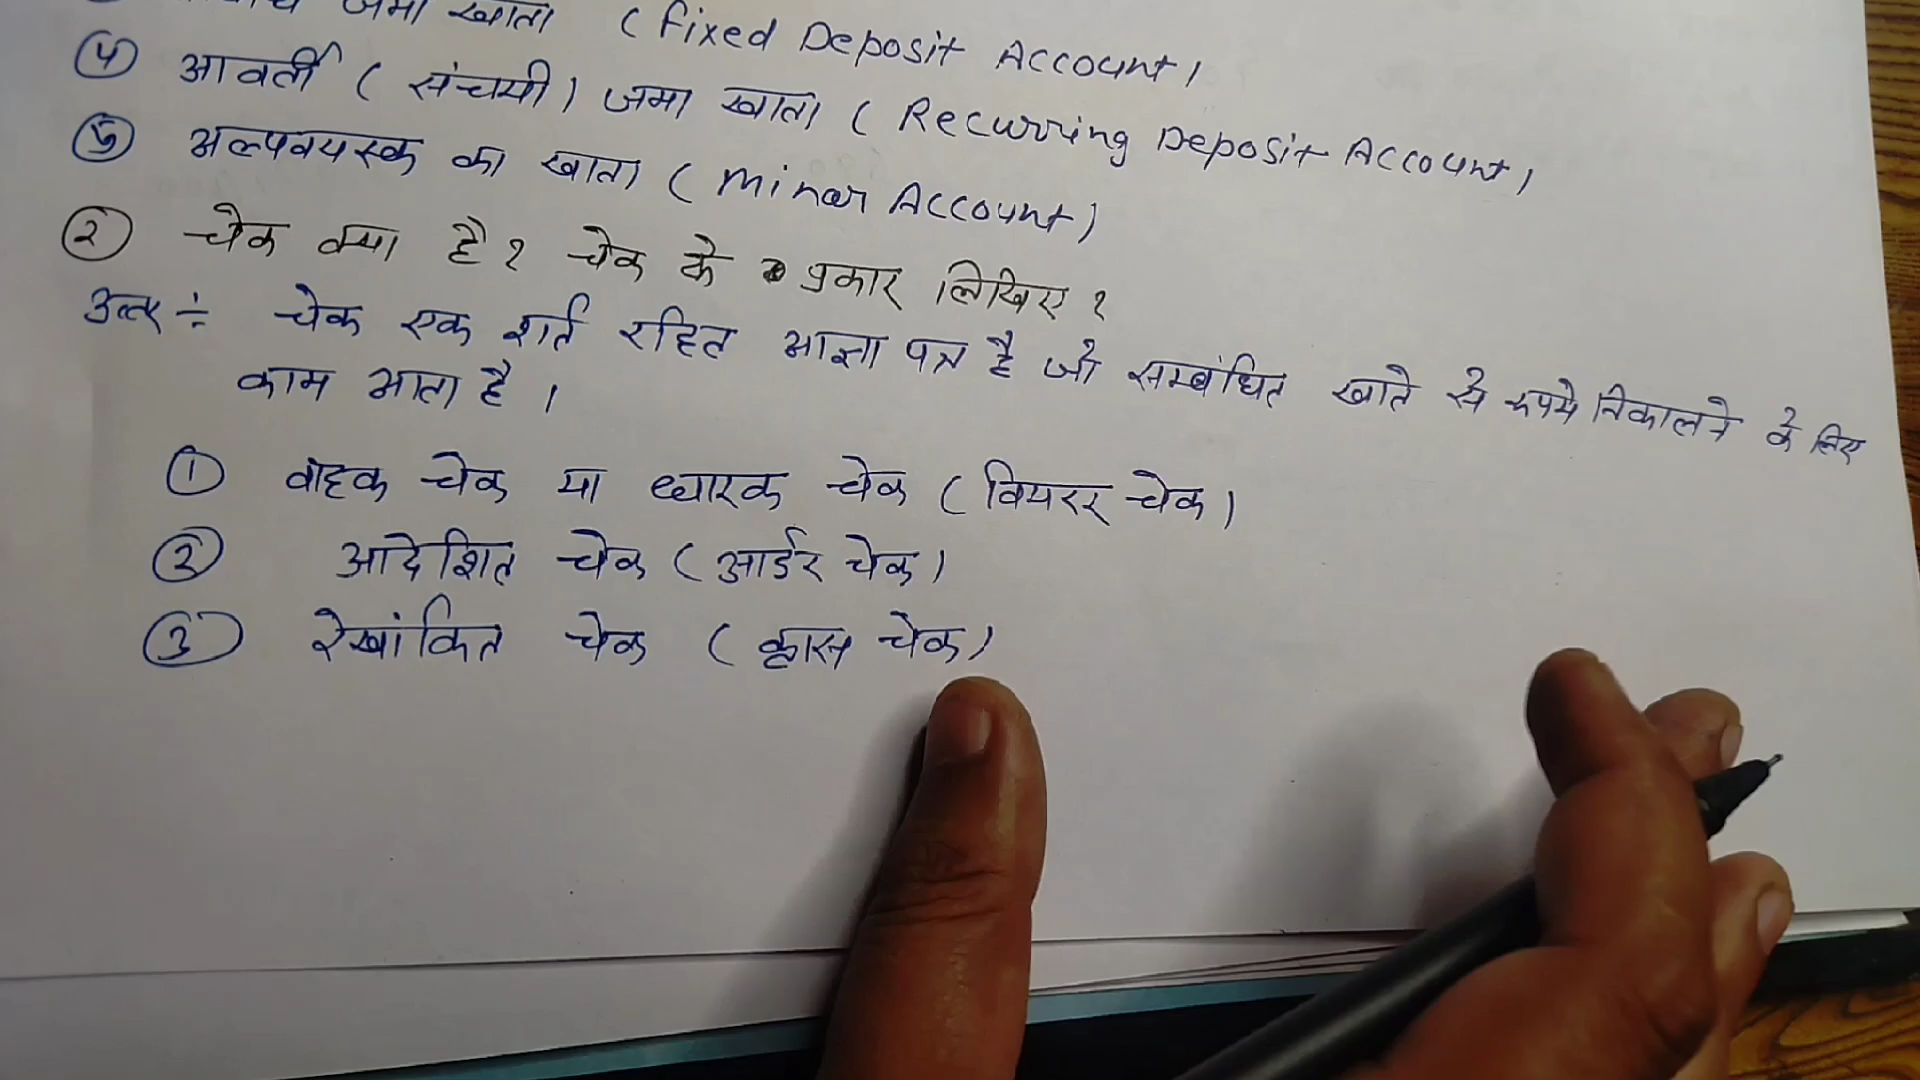 जमा खाता (Fixed Deposit Account)
④ आवर्ती (संचयी) जमा खाता (Recurring Deposit Account)
⑤ अल्पवयस्क का खाता (Minor Account)
② चेक क्या है? चेक के प्रकार लिखिए?
उत्तर ÷ चेक एक शर्त रहित आज्ञा पत्र है जो सम्बंधित खाते से रुपये निकालने के लिए
काम आता है।
① वाहक चेक या धारक चेक (वियरर चेक)
② आदेशित चेक (आर्डर चेक)
③ रेखांकित चेक (क्रास चेक)